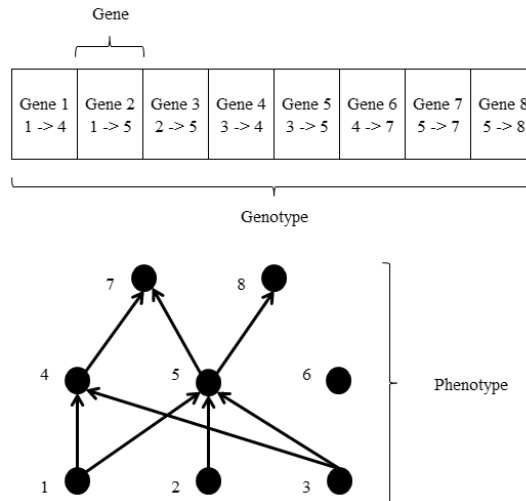 Gene
Gene 1 Gene 2 Gene 3 Gene 4 Gene 5 Gene 6 Gene 7 Gene 8
1 -> 4 1 -> 5 2 -> 5 3 -> 4 3 -> 5 4 -> 7 5 -> 7 5 -> 8
Genotype
7 8
4 5 6
Phenotype
1 2 3